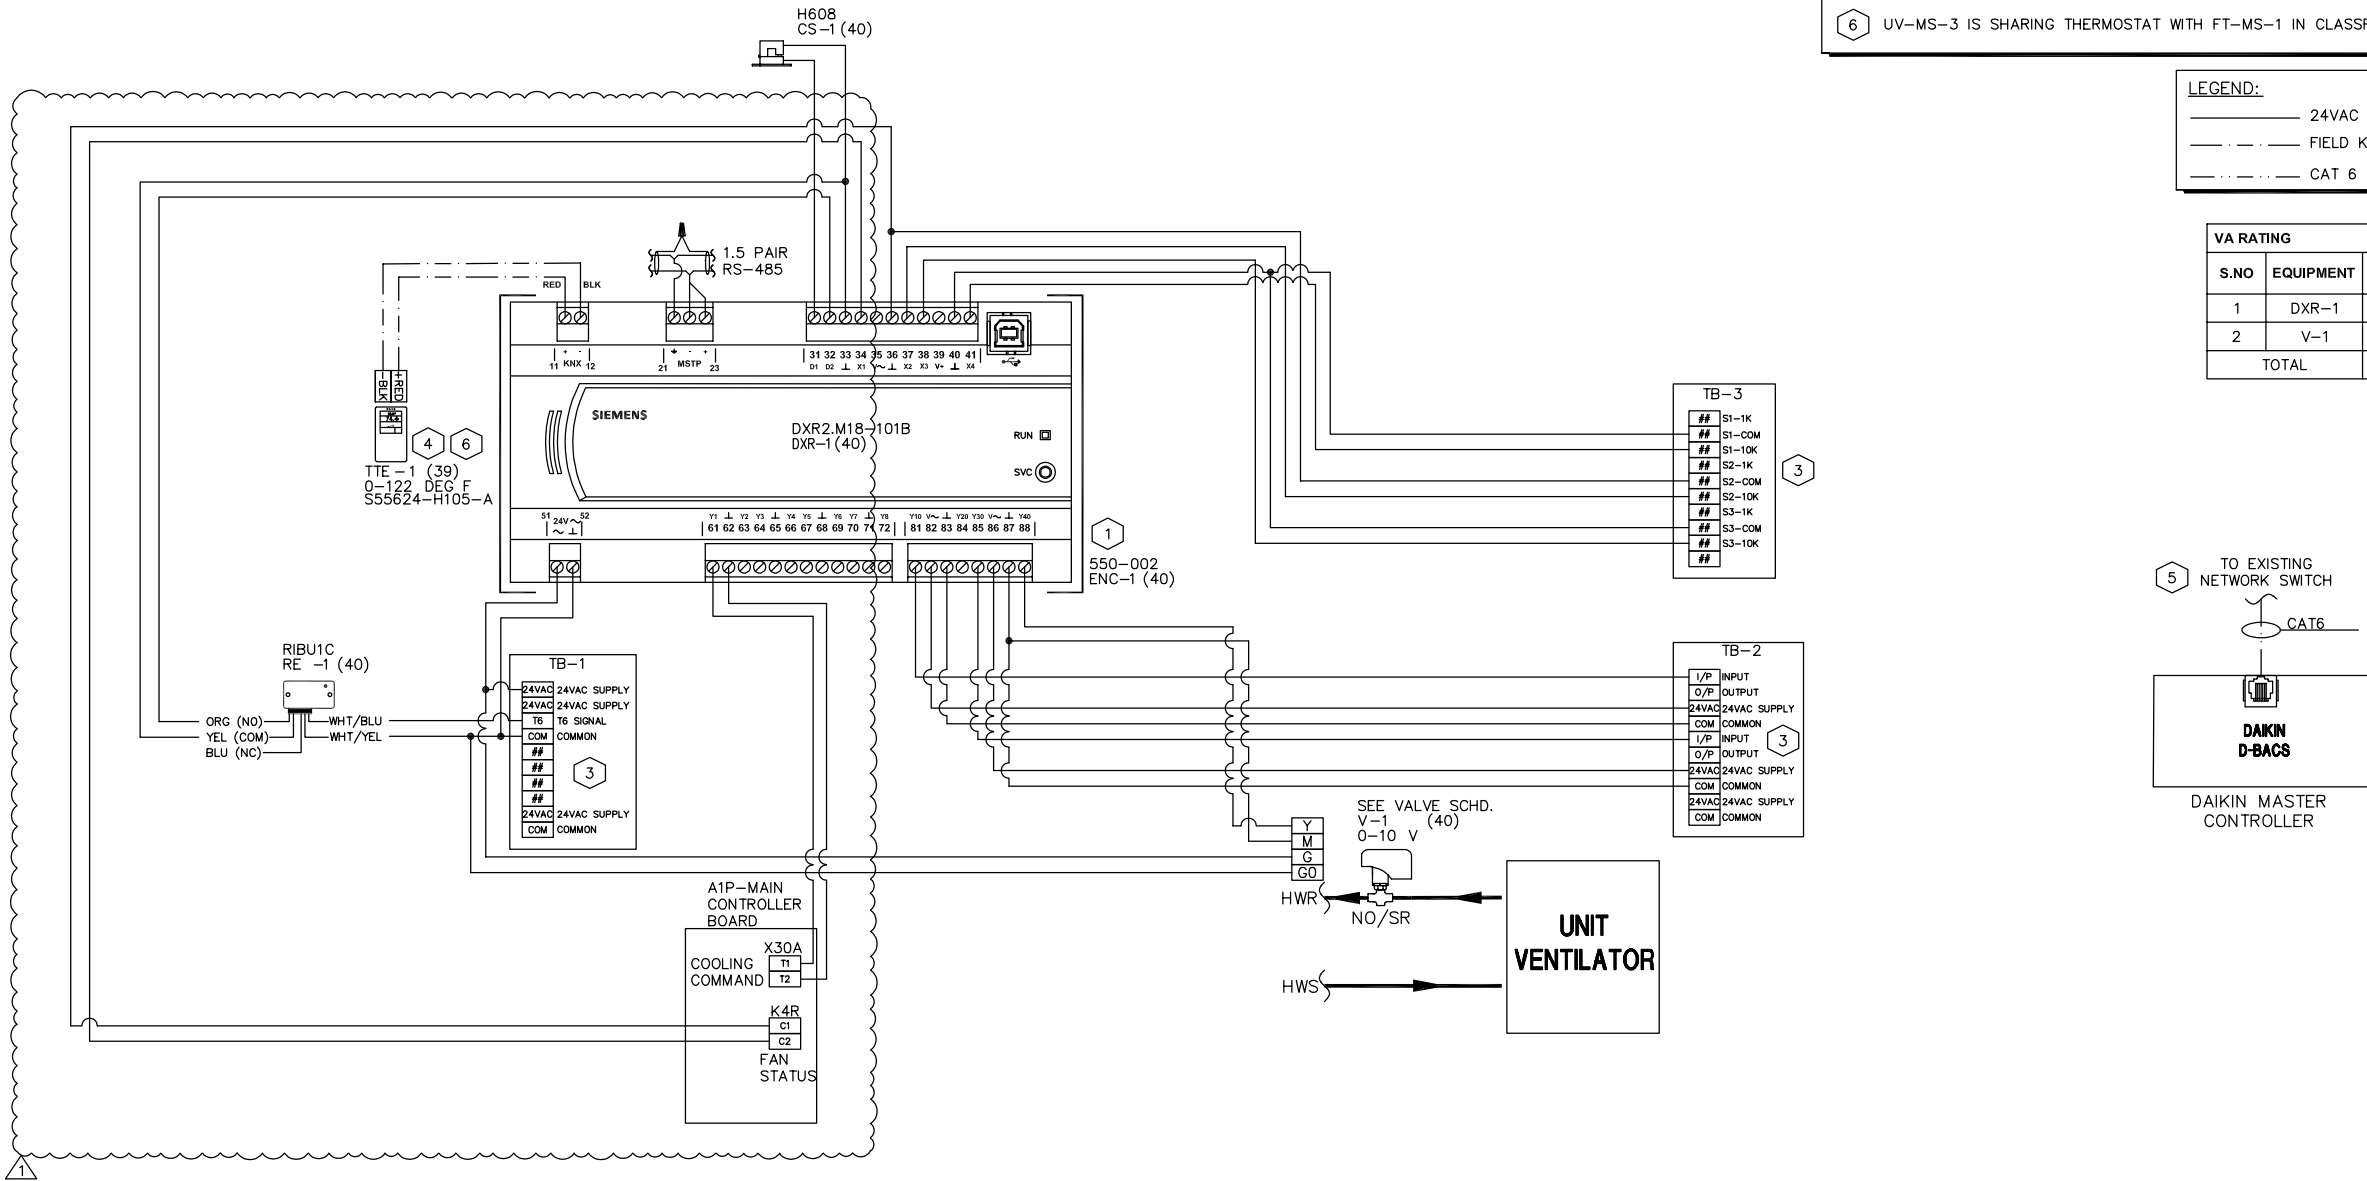 H608
CS-1 (40)
6 UV-MS-3 IS SHARING THERMOSTAT WITH FT-MS-1 IN
LEGEND:
24VAC
FIELD
CAT 6
VA RATING
S.NO EQUIPMENT
1 DXR-1
2 V-1
TOTAL
1.5 PAIR
RS-485
RED BLK
+ - ⏚ - +
11 KNX 12 21 MSTP 23
31 32 33 34 35 36 37 38 39 40 41
D1 D2 ⊥ X1 V~ ⊥ X2 X3 V+ ⊥ X4
-BLK +RED
SIEMENS
DXR2.M18-101B
DXR-1 (40)
RUN
SVC
4 6
TTE-1 (39)
0-122 DEG F
S55624-H105-A
51 24V~ 52
~ ⊥
Y1 ⊥ Y2 Y3 ⊥ Y4 Y5 ⊥ Y6 Y7 ⊥ Y8
61 62 63 64 65 66 67 68 69 70 71 72
Y10 V~ ⊥ Y20 Y30 V~ ⊥ Y40
81 82 83 84 85 86 87 88
1
550-002
ENC-1 (40)
TB-3
## S1-1K
## S1-COM
## S1-10K
## S2-1K
## S2-COM
## S2-10K
## S3-1K
## S3-COM
## S3-10K
##
3
5
TO EXISTING
NETWORK SWITCH
CAT6
DAIKIN
D-BACS
DAIKIN MASTER
CONTROLLER
RIBU1C
RE -1 (40)
ORG (NO) WHT/BLU
YEL (COM) WHT/YEL
BLU (NC)
TB-1
24VAC 24VAC SUPPLY
24VAC 24VAC SUPPLY
T6 T6 SIGNAL
COM COMMON
##
##
##
##
24VAC 24VAC SUPPLY
COM COMMON
3
TB-2
I/P INPUT
O/P OUTPUT
24VAC 24VAC SUPPLY
COM COMMON
I/P INPUT
O/P OUTPUT
24VAC 24VAC SUPPLY
COM COMMON
24VAC 24VAC SUPPLY
COM COMMON
3
SEE VALVE SCHD.
V-1 (40)
0-10 V
Y
M
G
G0
HWR
NO/SR
HWS
UNIT
VENTILATOR
A1P-MAIN
CONTROLLER
BOARD
X30A
COOLING
COMMAND
T1
T2
K4R
C1
C2
FAN
STATUS
1